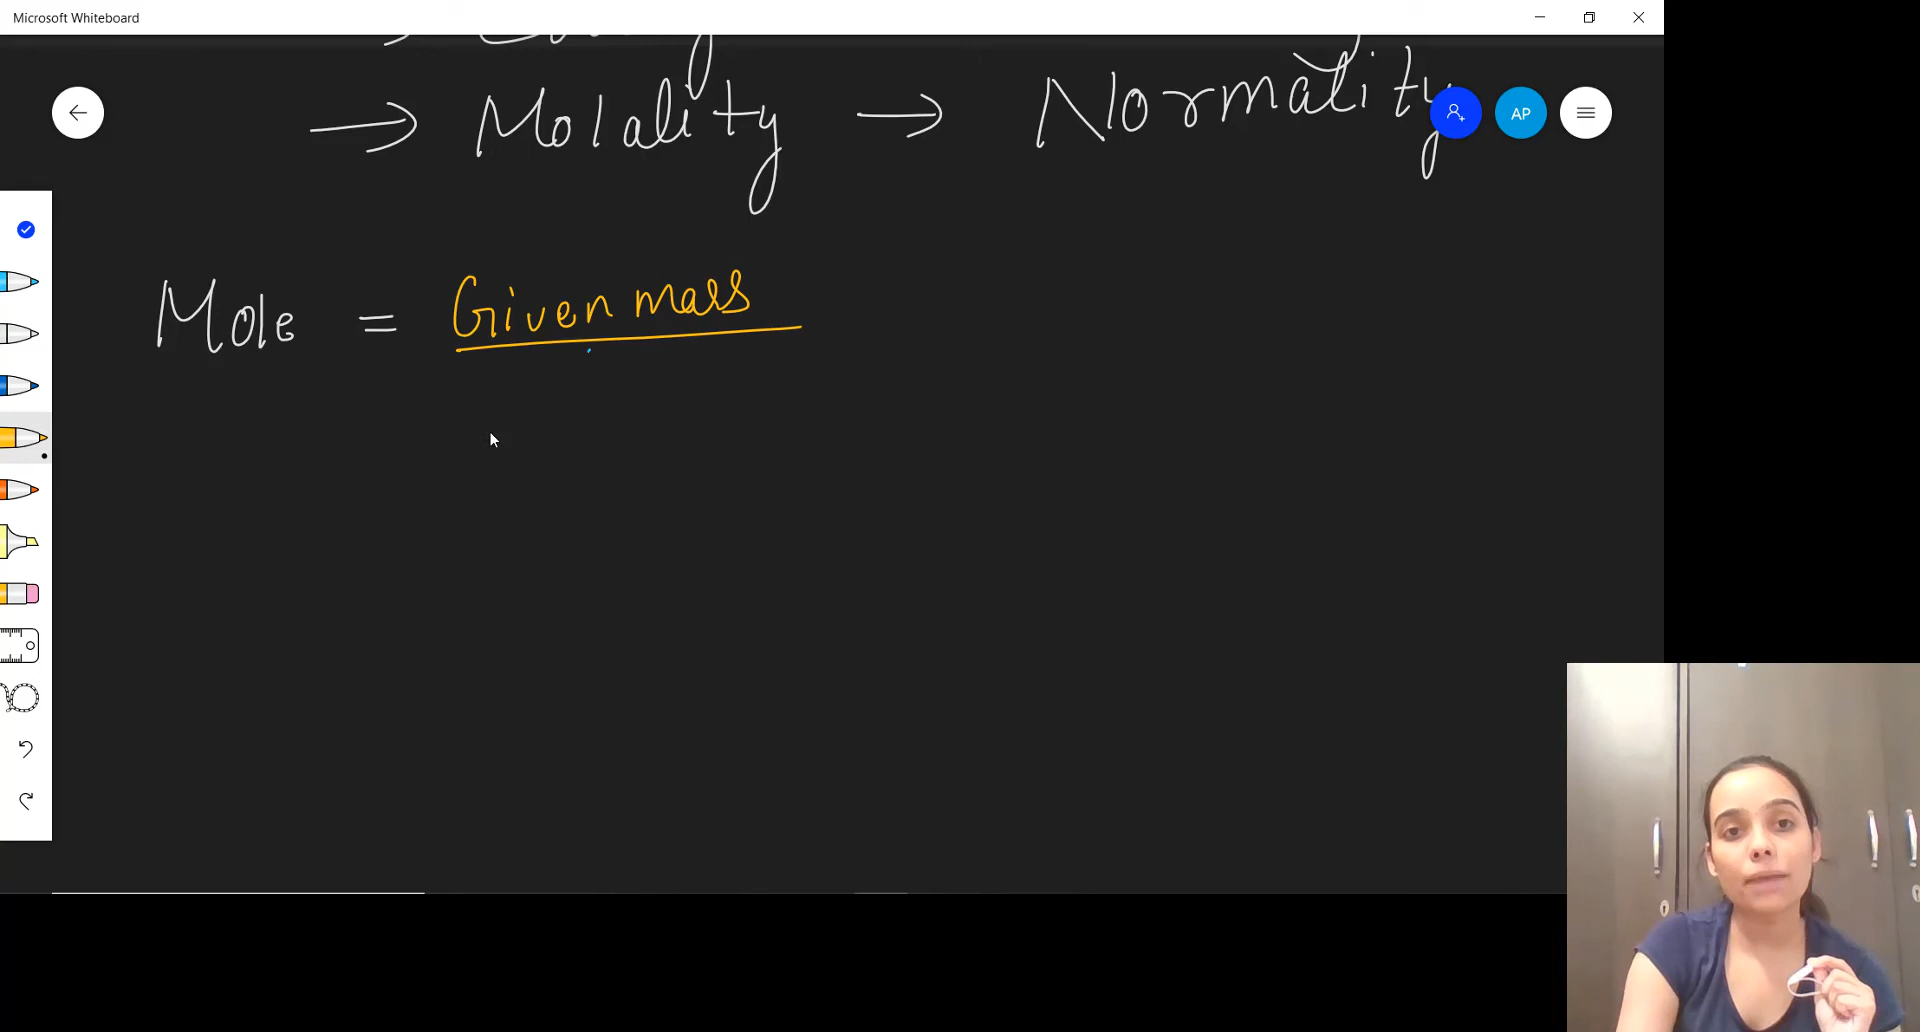 Microsoft Whiteboard
→ Molality → Normality
AP
Mole = Given mass